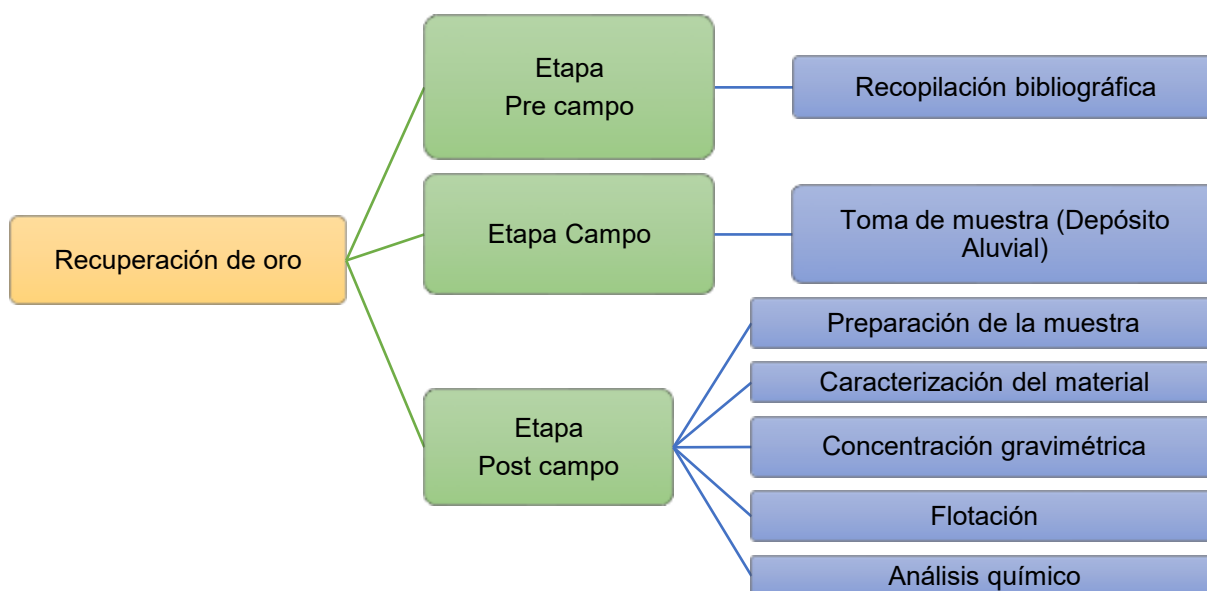 Recuperación de oro
Etapa
Pre campo
Recopilación bibliográfica
Etapa Campo
Toma de muestra (Depósito
Aluvial)
Etapa
Post campo
Preparación de la muestra
Caracterización del material
Concentración gravimétrica
Flotación
Análisis químico